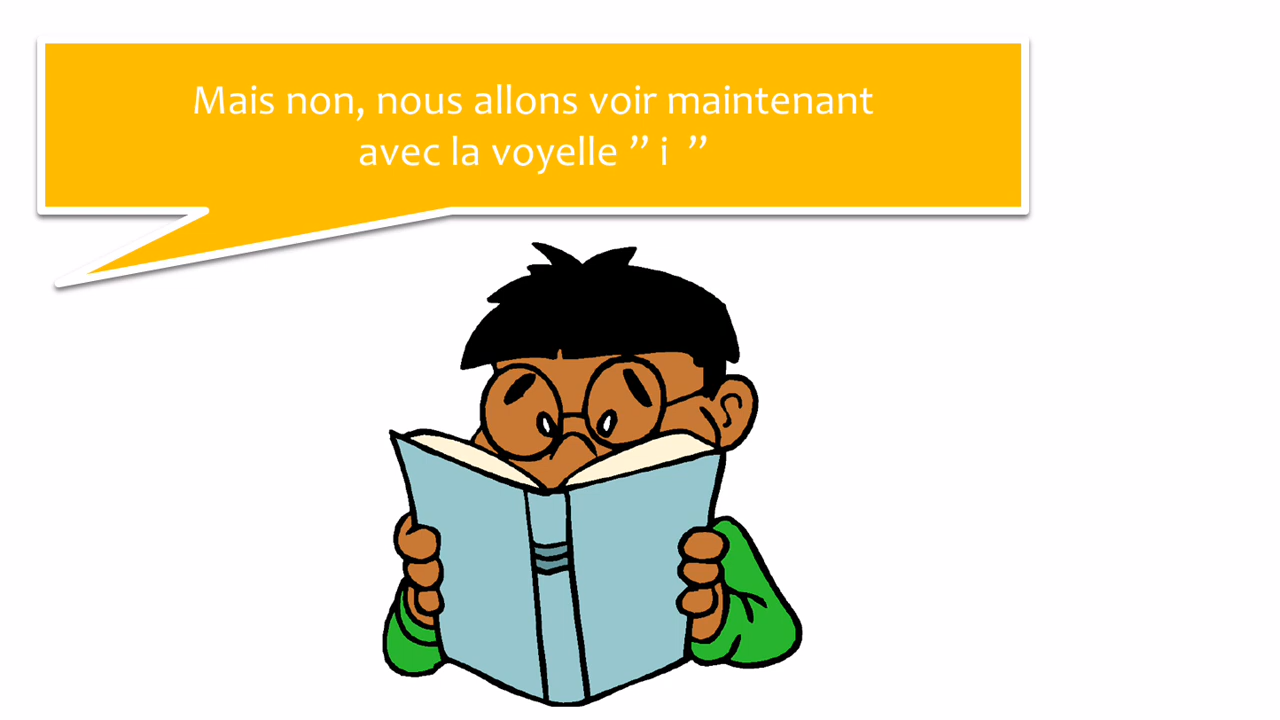 Mais non, nous allons voir maintenant
avec la voyelle ” i  ”